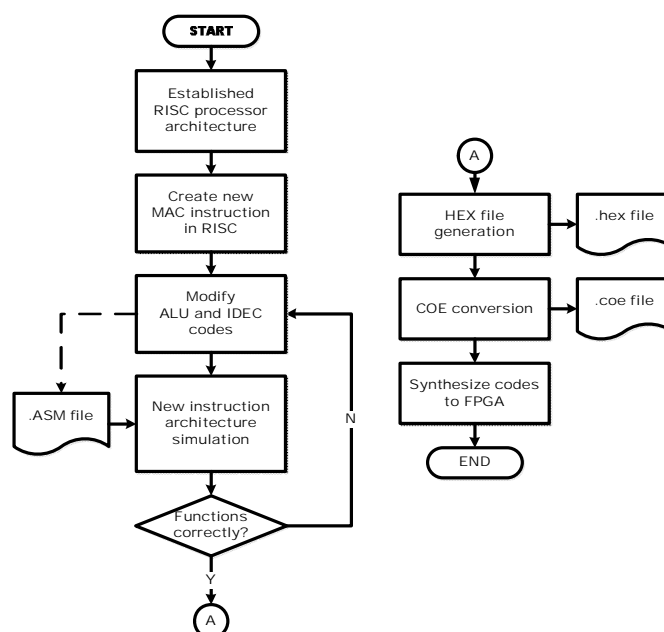 START
Established
RISC processor
architecture
Create new
MAC instruction
in RISC
Modify
ALU and IDEC
codes
.ASM file
New instruction
architecture
simulation
N
Functions
correctly?
Y
A
A
HEX file
generation
.hex file
COE conversion
.coe file
Synthesize codes
to FPGA
END